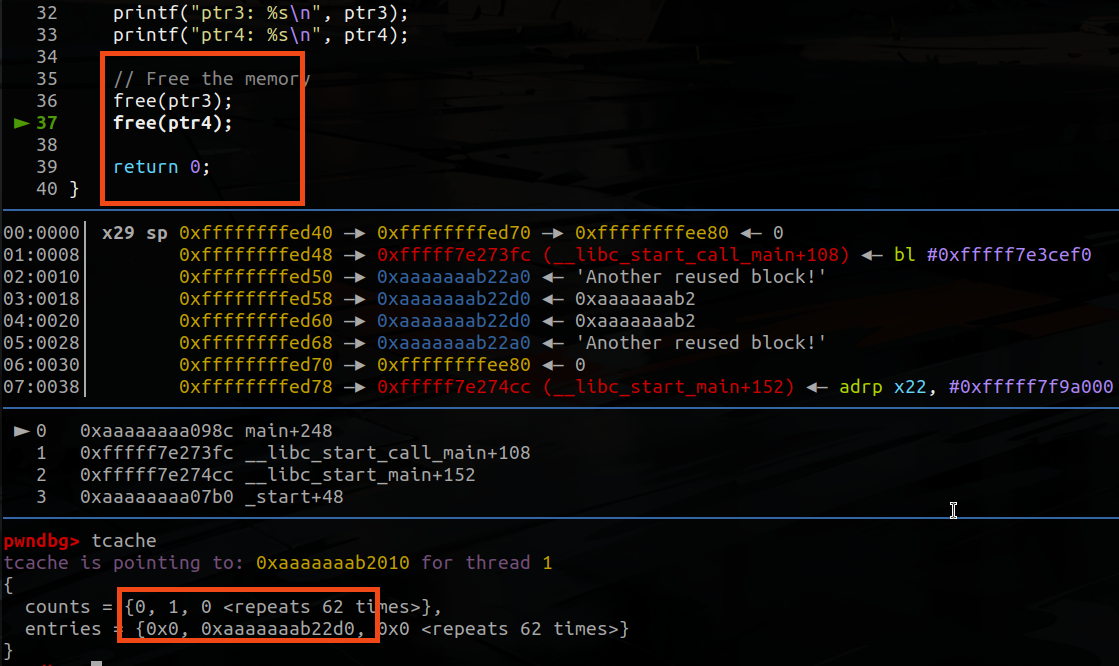 32 printf("ptr3: %s\n", ptr3);
33 printf("ptr4: %s\n", ptr4);
34
35 // Free the memory
36 free(ptr3);
► 37 free(ptr4);
38
39 return 0;
40 }
00:0000│ x29 sp 0xffffffffed40 —▸ 0xffffffffed70 —▸ 0xffffffffee80 ◂— 0
01:0008│ 0xffffffffed48 —▸ 0xfffff7e273fc (__libc_start_call_main+108) ◂— bl #0xfffff7e3cef0
02:0010│ 0xffffffffed50 —▸ 0xaaaaaaab22a0 ◂— 'Another reused block!'
03:0018│ 0xffffffffed58 —▸ 0xaaaaaaab22d0 ◂— 0xaaaaaaab2
04:0020│ 0xffffffffed60 —▸ 0xaaaaaaab22d0 ◂— 0xaaaaaaab2
05:0028│ 0xffffffffed68 —▸ 0xaaaaaaab22a0 ◂— 'Another reused block!'
06:0030│ 0xffffffffed70 —▸ 0xffffffffee80 ◂— 0
07:0038│ 0xffffffffed78 —▸ 0xfffff7e274cc (__libc_start_main+152) ◂— adrp x22, #0xfffff7f9a000
► 0 0xaaaaaaaa098c main+248
1 0xfffff7e273fc __libc_start_call_main+108
2 0xfffff7e274cc __libc_start_main+152
3 0xaaaaaaaa07b0 _start+48
pwndbg> tcache
tcache is pointing to: 0xaaaaaaab2010 for thread 1
{
counts = {0, 1, 0 <repeats 62 times>},
entries = {0x0, 0xaaaaaaab22d0, 0x0 <repeats 62 times>}
}